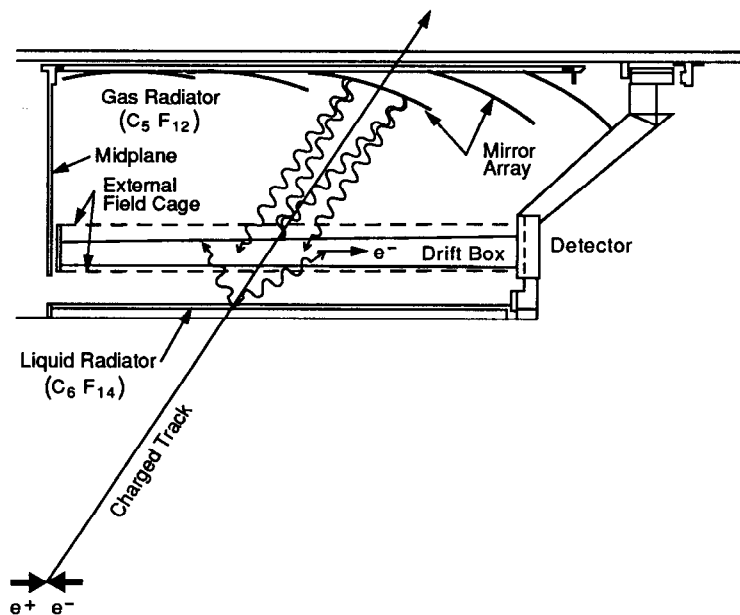 Gas Radiator
(C5 F12)
Midplane
External
Field Cage
Mirror
Array
e−
Drift Box
Detector
Liquid Radiator
(C6 F14)
Charged Track
e+ e−